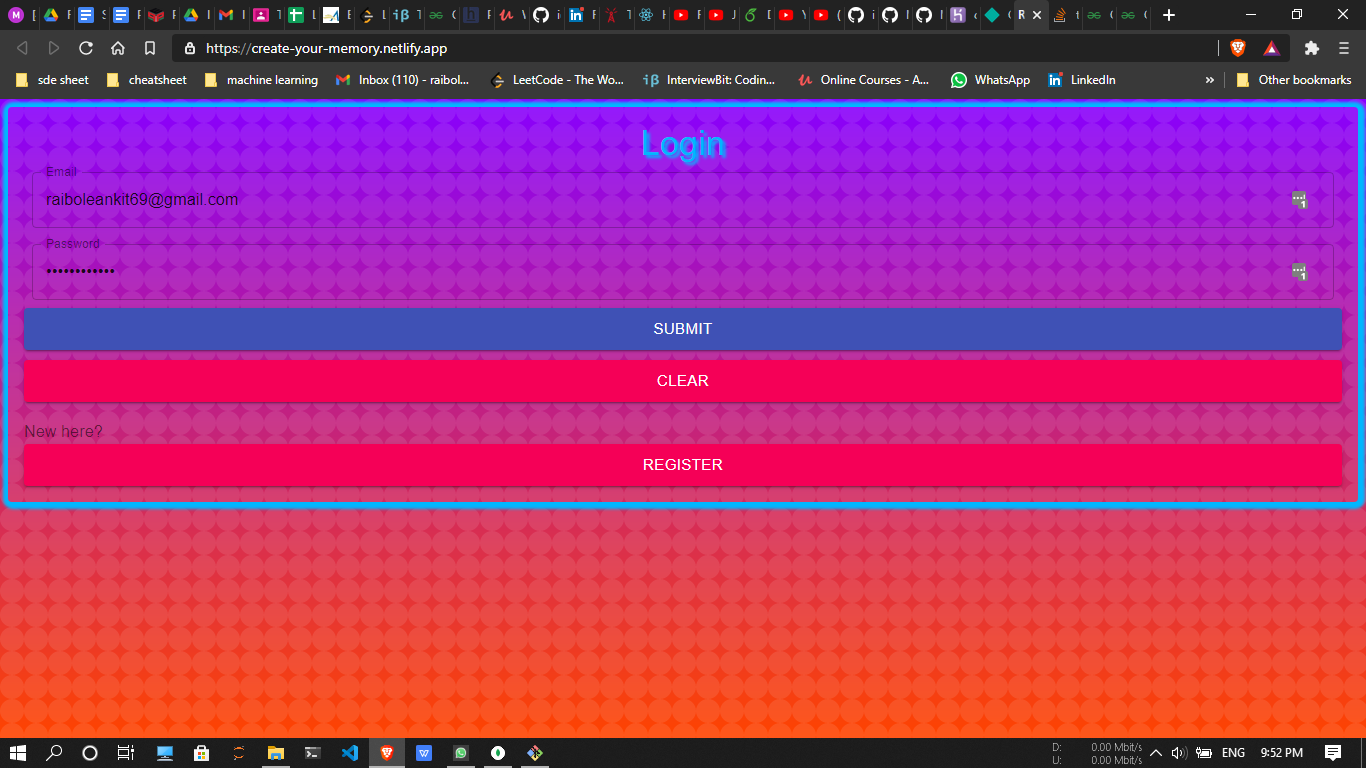 https://create-your-memory.netlify.app
sde sheet cheatsheet machine learning Inbox (110) - raibol... LeetCode - The Wo... InterviewBit: Codin... Online Courses - A... WhatsApp LinkedIn » Other bookmarks
Login
Email
raiboleankit69@gmail.com
Password
••••••••••••
SUBMIT
CLEAR
New here?
REGISTER
D: 0.00 Mbit/s
U: 0.00 Mbit/s
ENG 9:52 PM